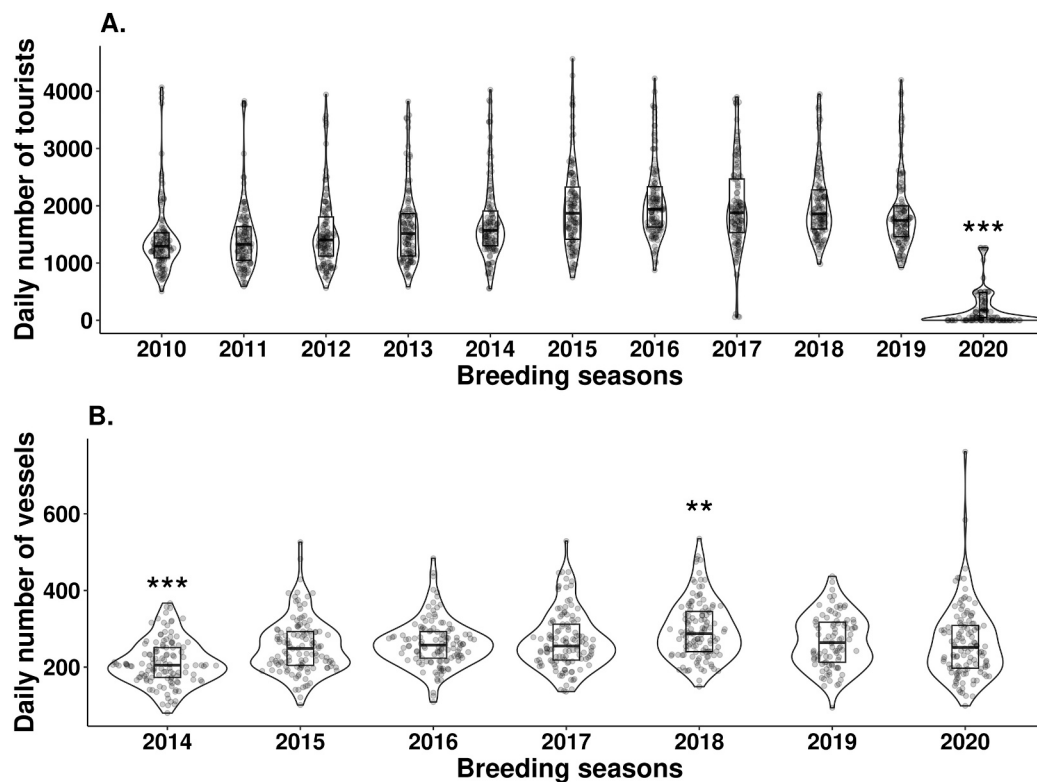 A.
Daily number of tourists
4000
3000
2000
1000
0
***
2010 2011 2012 2013 2014 2015 2016 2017 2018 2019 2020
Breeding seasons
B.
Daily number of vessels
600
400
200
***
**
2014 2015 2016 2017 2018 2019 2020
Breeding seasons